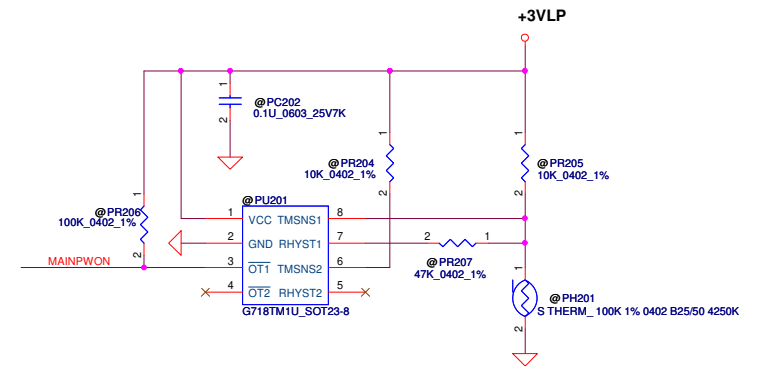 +3VLP
1
@PC202
0.1U_0603_25V7K
2
1
@PR204
10K_0402_1%
2
1
@PR205
10K_0402_1%
2
1
@PR206
100K_0402_1%
2
MAINPWON
@PU201
1 VCC TMSNS1 8
2 GND RHYST1 7
3 OT1 TMSNS2 6
4 OT2 RHYST2 5
G718TM1U_SOT23-8
2 1
@PR207
47K_0402_1%
1
@PH201
S THERM_ 100K 1% 0402 B25/50 4250K
2